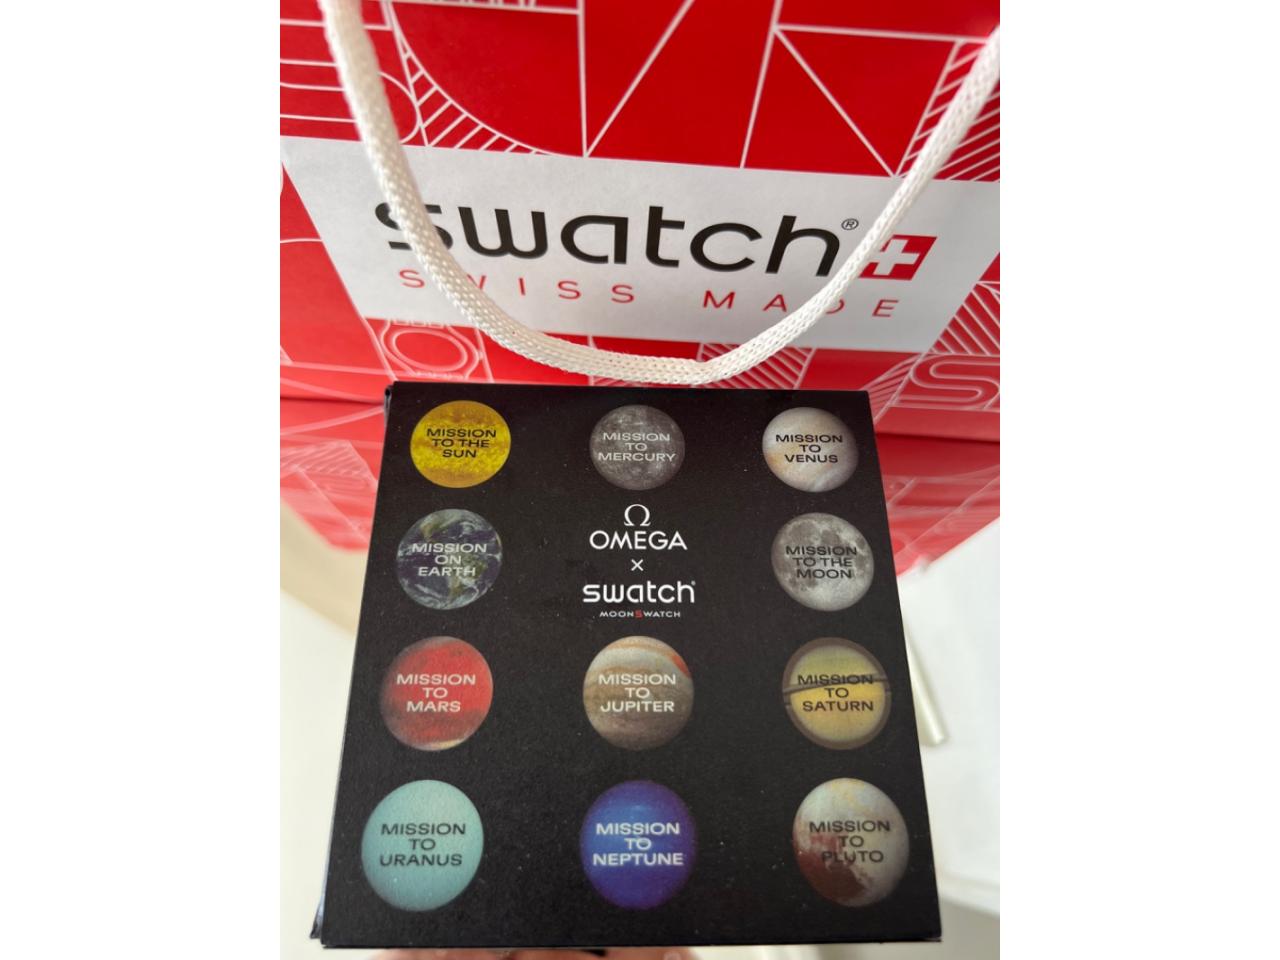 swatch®
SWISS MADE
MISSION
TO THE
SUN
MISSION
TO
MERCURY
MISSION
TO
VENUS
MISSION
ON
EARTH
Ω
OMEGA
×
swatch®
MOONSWATCH
MISSION
TO THE
MOON
MISSION
TO
MARS
MISSION
TO
JUPITER
MISSION
TO
SATURN
MISSION
TO
URANUS
MISSION
TO
NEPTUNE
MISSION
TO
PLUTO